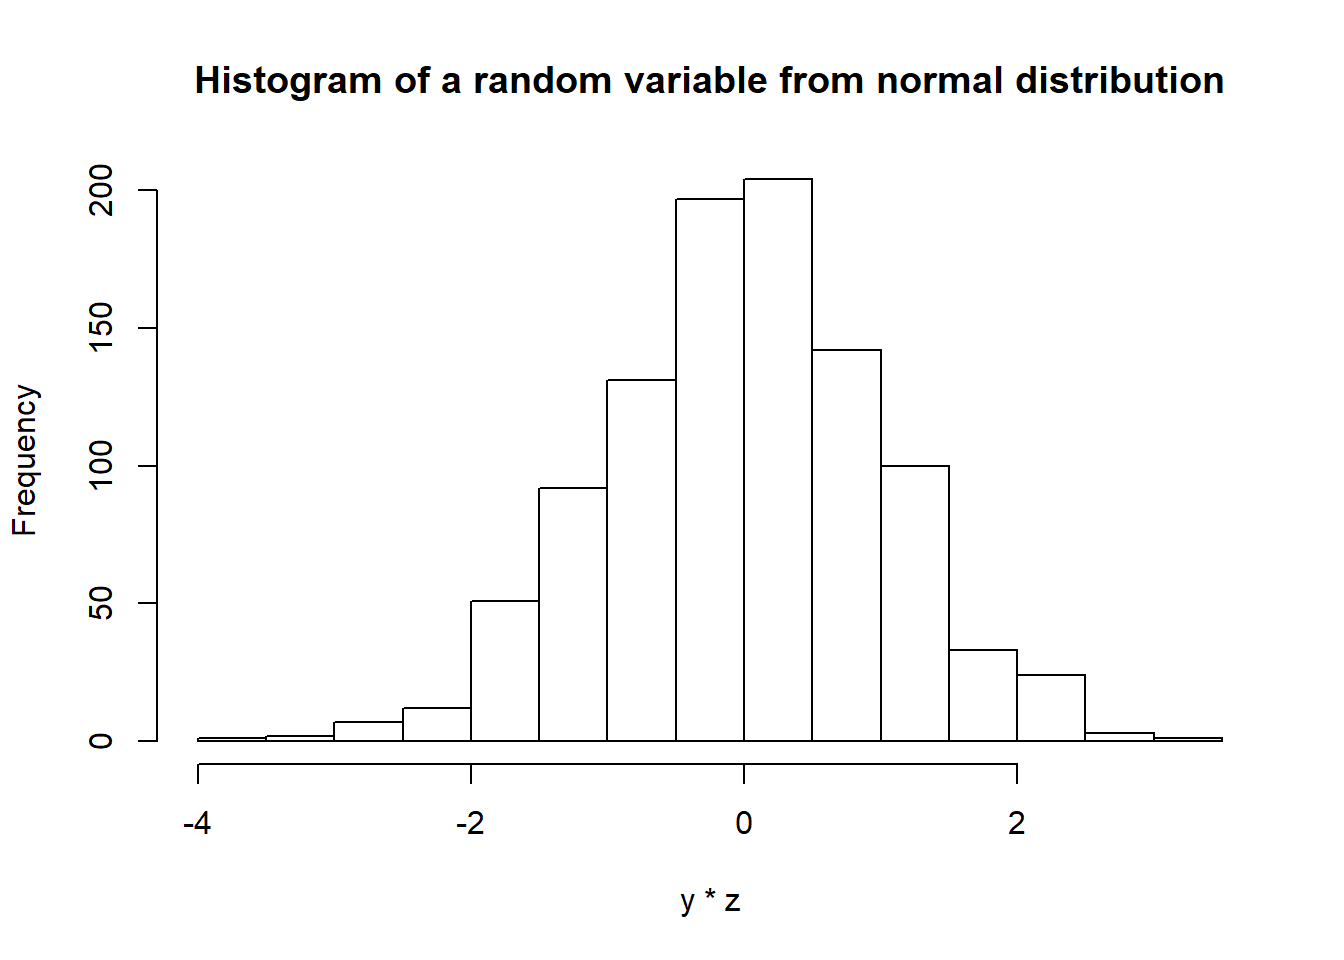 Histogram of a random variable from normal distribution
Frequency
200
150
100
50
0
-4 -2 0 2
y * z